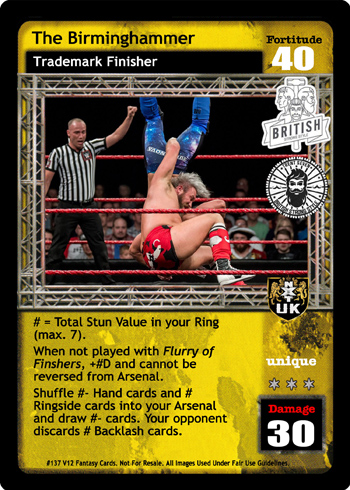 The Birminghammer
Fortitude
40
Trademark Finisher
BRITISH
NXT
UK
# = Total Stun Value in your Ring
(max. 7).
When not played with Flurry of
Finshers, +#D and cannot be
reversed from Arsenal.
Shuffle #- Hand cards and #
Ringside cards into your Arsenal
and draw #- cards. Your opponent
discards # Backlash cards.
unique
Damage
30
#137 V12 Fantasy Cards. Not For Resale. All Images Used Under Fair Use Guidelines.